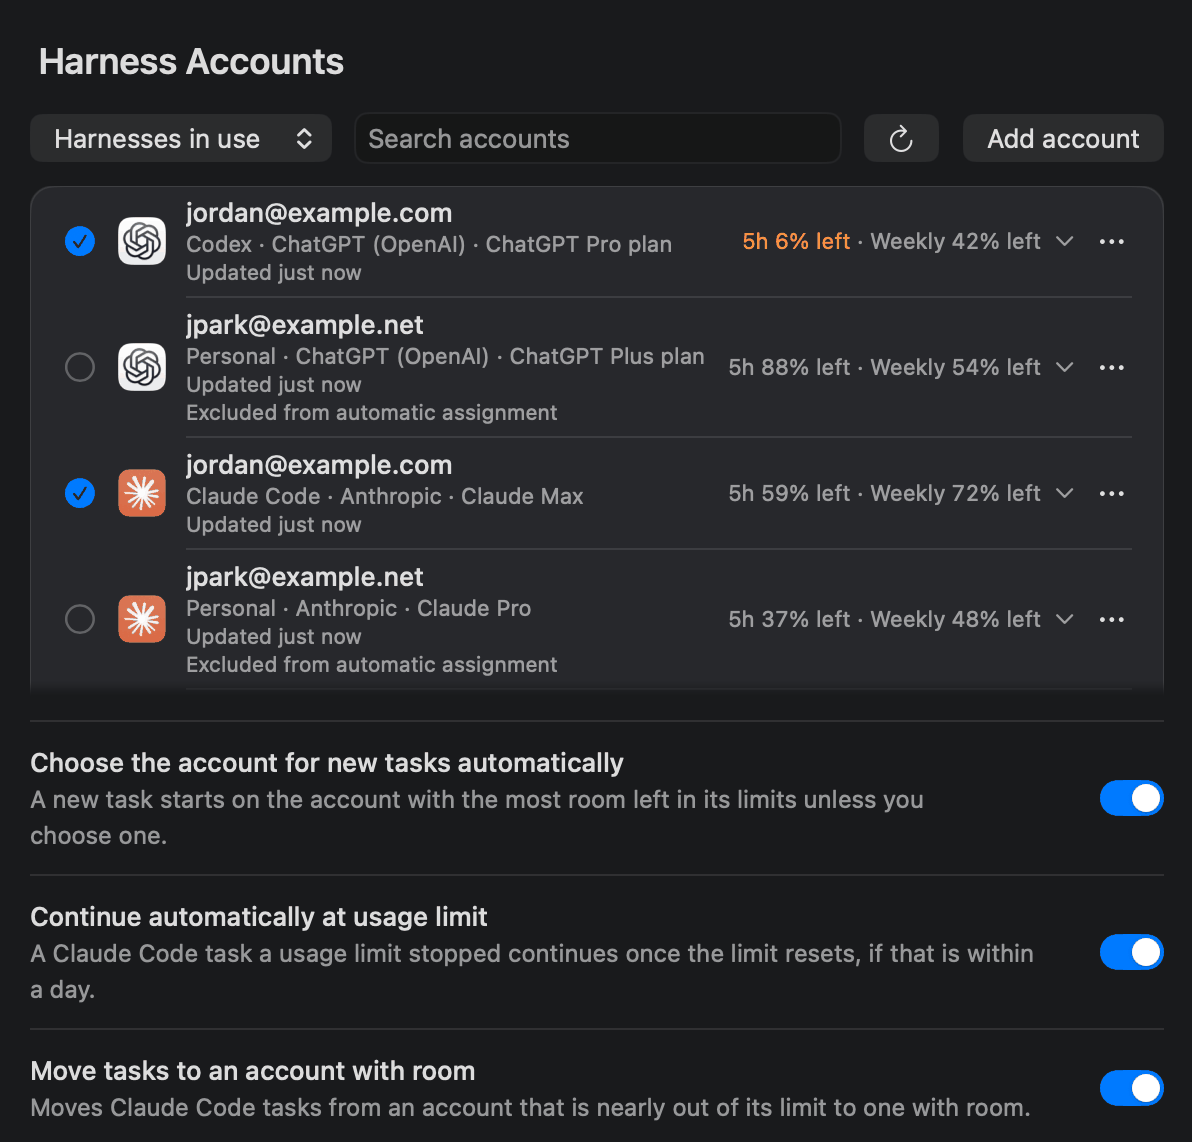 Harness Accounts
Harnesses in use
Search accounts
Add account
jordan@example.com
Codex · ChatGPT (OpenAI) · ChatGPT Pro plan
Updated just now
5h 6% left · Weekly 42% left
jpark@example.net
Personal · ChatGPT (OpenAI) · ChatGPT Plus plan
Updated just now
Excluded from automatic assignment
5h 88% left · Weekly 54% left
jordan@example.com
Claude Code · Anthropic · Claude Max
Updated just now
5h 59% left · Weekly 72% left
jpark@example.net
Personal · Anthropic · Claude Pro
Updated just now
Excluded from automatic assignment
5h 37% left · Weekly 48% left
Choose the account for new tasks automatically
A new task starts on the account with the most room left in its limits unless you
choose one.
Continue automatically at usage limit
A Claude Code task a usage limit stopped continues once the limit resets, if that is within
a day.
Move tasks to an account with room
Moves Claude Code tasks from an account that is nearly out of its limit to one with room.